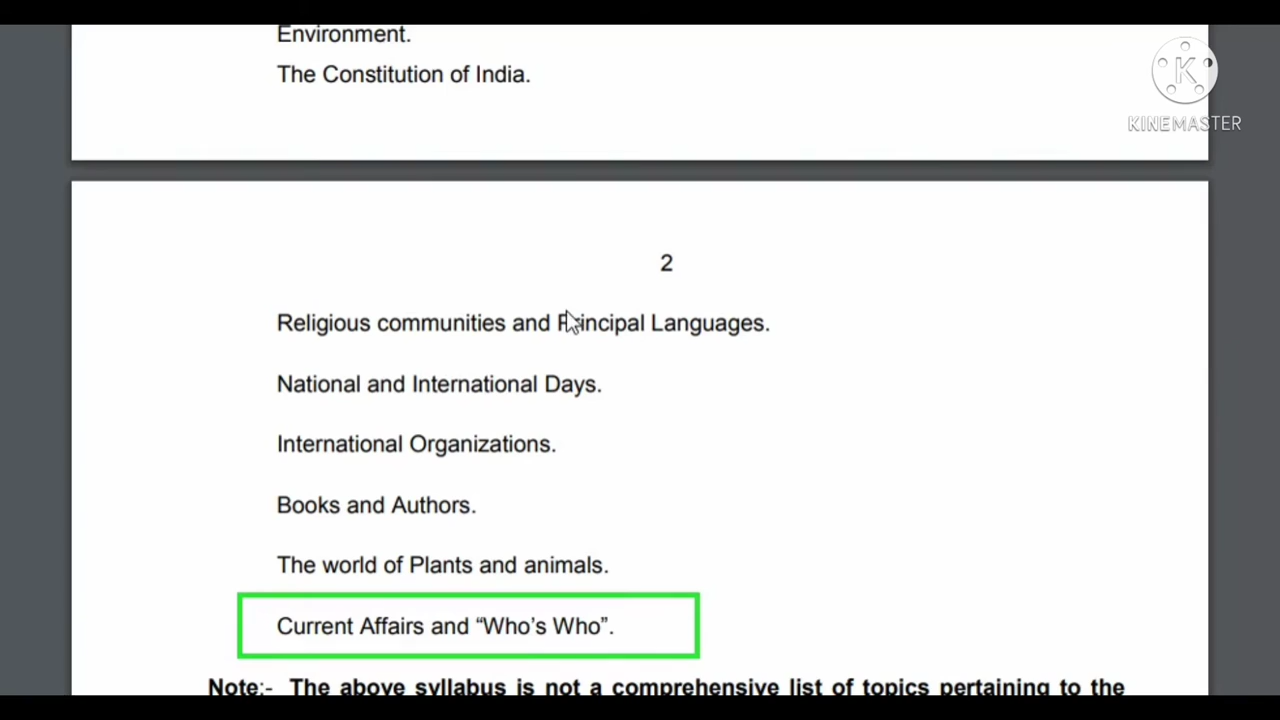 Environment.
The Constitution of India.
K
KINEMASTER
2
Religious communities and Principal Languages.
National and International Days.
International Organizations.
Books and Authors.
The world of Plants and animals.
Current Affairs and “Who’s Who”.
Note:- The above syllabus is not a comprehensive list of topics pertaining to the